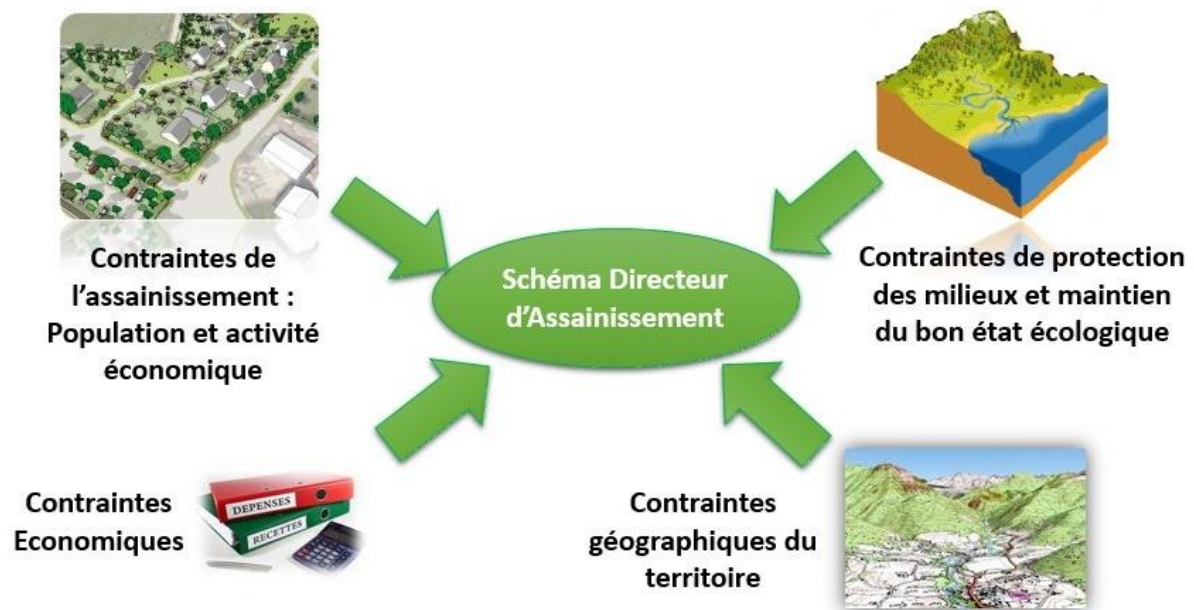 Contraintes de
l’assainissement :
Population et activité
économique
Schéma Directeur
d’Assainissement
Contraintes de protection
des milieux et maintien
du bon état écologique
Contraintes
Economiques
DEPENSES
RECETTES
Contraintes
géographiques du
territoire